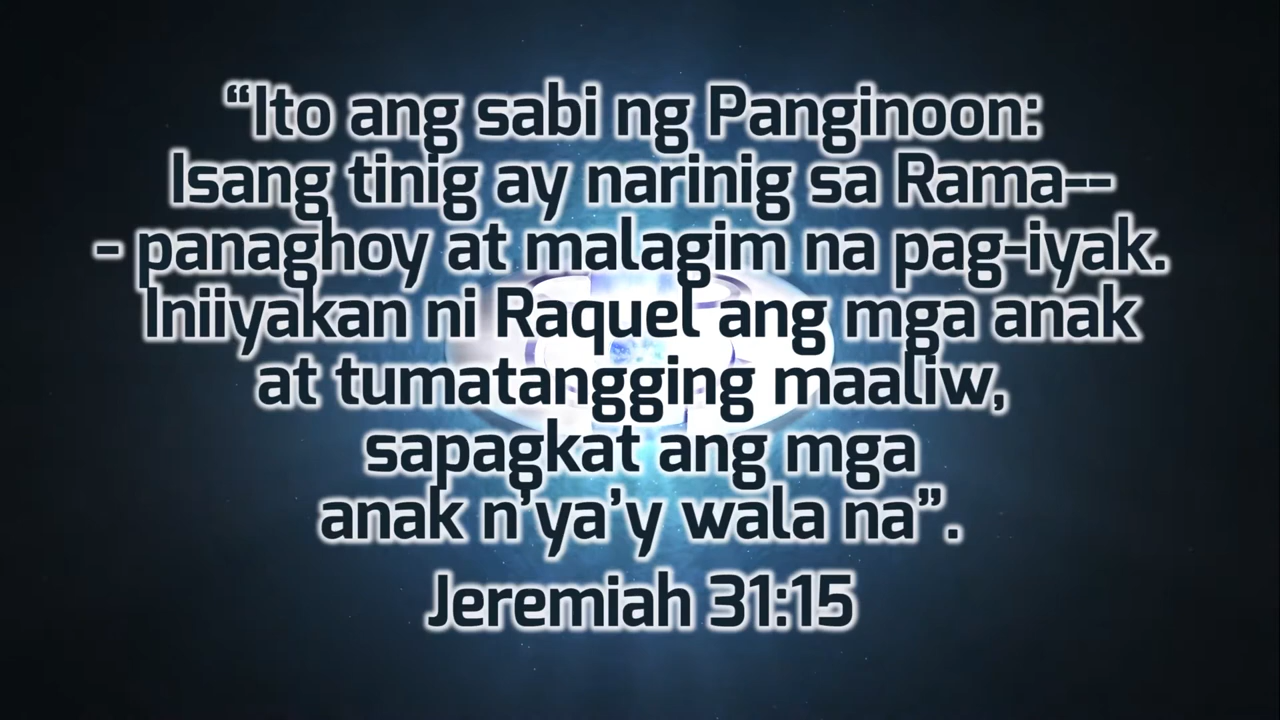 “Ito ang sabi ng Panginoon:
Isang tinig ay narinig sa Rama--
- panaghoy at malagim na pag-iyak.
Iniiyakan ni Raquel ang mga anak
at tumatangging maaliw,
sapagkat ang mga
anak n’ya’y wala na”.
Jeremiah 31:15